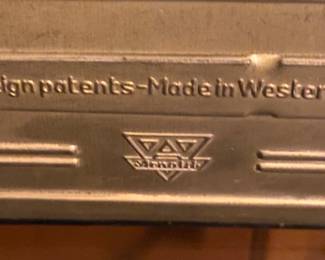 ign patents-Made in Wester